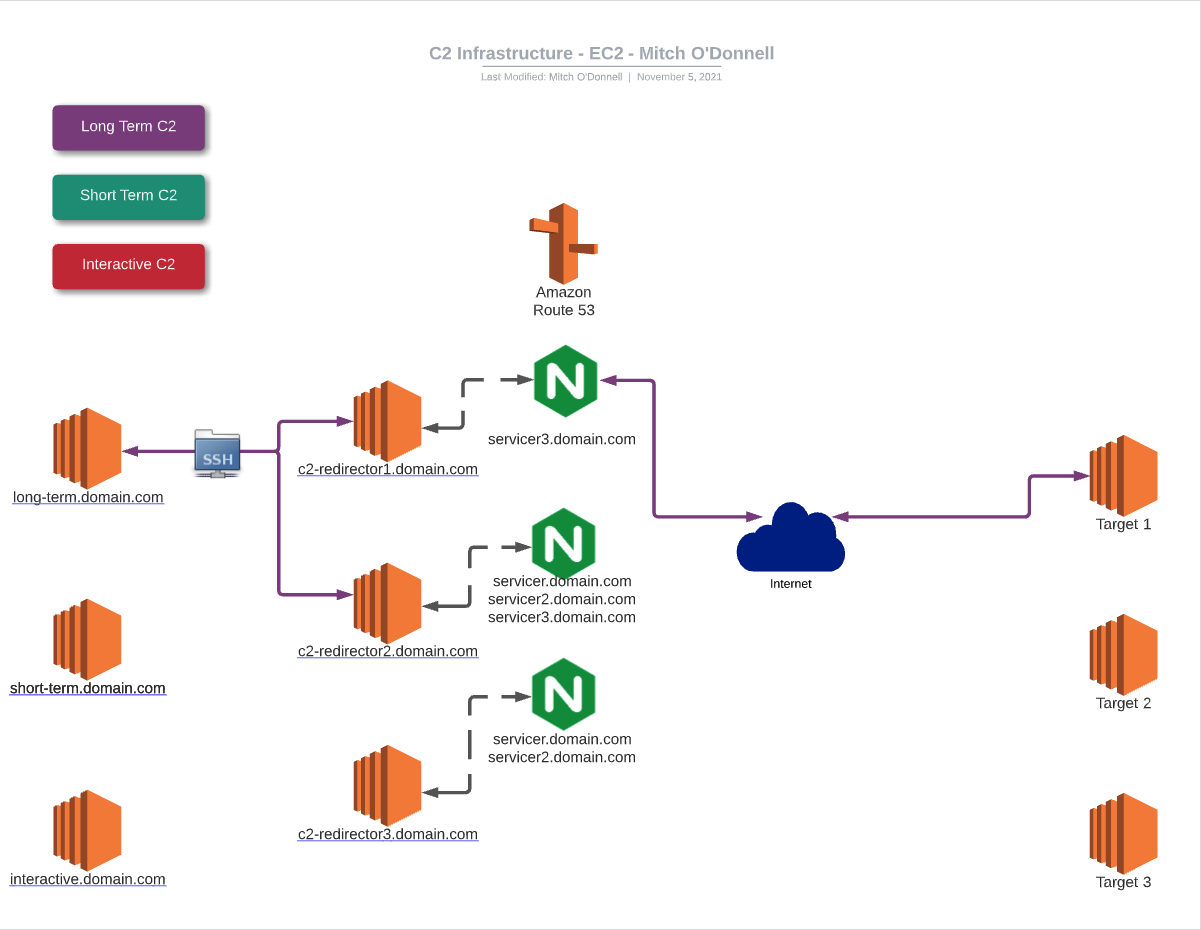 C2 Infrastructure - EC2 - Mitch O'Donnell
Last Modified: Mitch O'Donnell | November 5, 2021
Long Term C2
Short Term C2
Interactive C2
Amazon
Route 53
N
servicer3.domain.com
SSH
c2-redirector1.domain.com
long-term.domain.com
Target 1
N
servicer.domain.com
servicer2.domain.com
servicer3.domain.com
Internet
c2-redirector2.domain.com
short-term.domain.com
Target 2
N
servicer.domain.com
servicer2.domain.com
c2-redirector3.domain.com
interactive.domain.com
Target 3